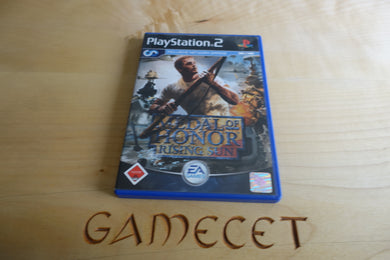 PlayStation 2
MEDAL OF
HONOR
RISING SUN
EA
GAMECET